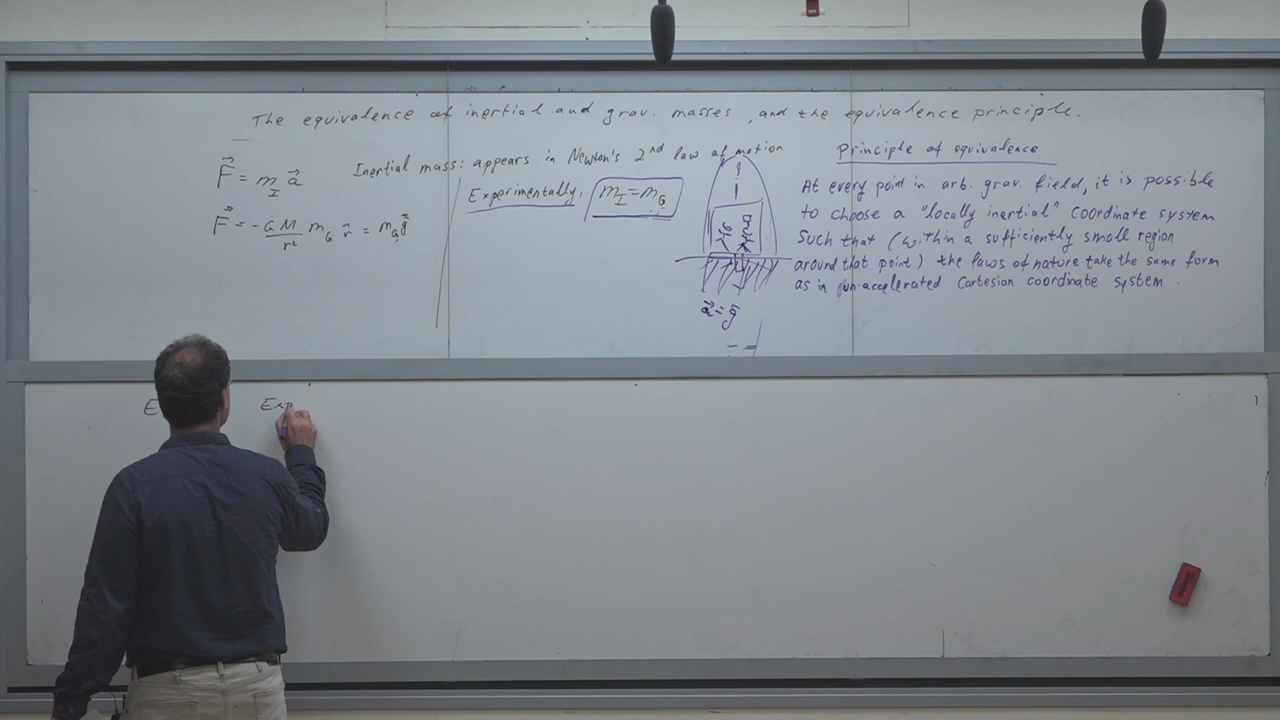 The equivalence of inertial and grav. masses, and the equivalence principle.
F⃗ = m_I a⃗
Inertial mass: appears in Newton's 2nd law of motion
F⃗ = -GM/r² m_G r̂ = m_G g⃗
Experimentally, m_I = m_G
a⃗ = g⃗
Principle of equivalence
At every point in arb. grav. field, it is possible
to choose a "locally inertial" coordinate system
such that (within a sufficiently small region
around that point) the laws of nature take the same form
as in un-accelerated Cartesian coordinate system.
E
Exp